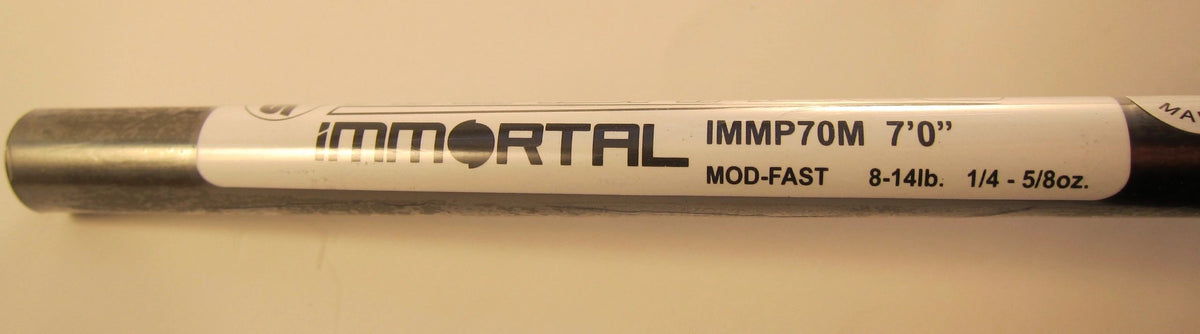 IMMORTAL
IMMP70M 7'0"
MOD-FAST 8-14lb. 1/4 - 5/8oz.